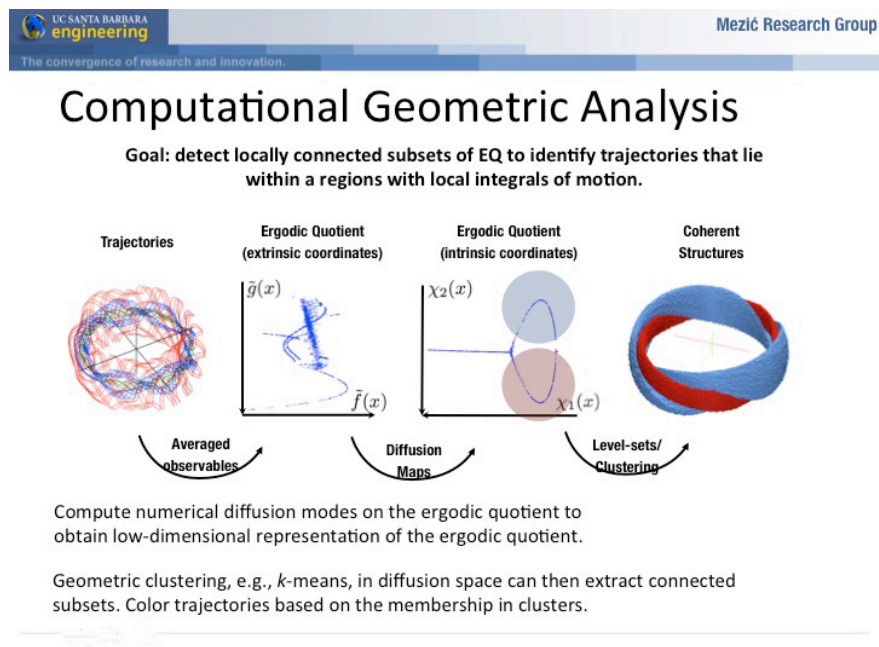 UC SANTA BARBARA
engineering
Mezić Research Group
The convergence of research and innovation.
Computational Geometric Analysis
Goal: detect locally connected subsets of EQ to identify trajectories that lie
within a regions with local integrals of motion.
Trajectories
Ergodic Quotient
(extrinsic coordinates)
Ergodic Quotient
(intrinsic coordinates)
Coherent
Structures
g̃(x)
f̃(x)
χ₂(x)
χ₁(x)
Averaged
observables
Diffusion
Maps
Level-sets/
Clustering
Compute numerical diffusion modes on the ergodic quotient to
obtain low-dimensional representation of the ergodic quotient.
Geometric clustering, e.g., k-means, in diffusion space can then extract connected
subsets. Color trajectories based on the membership in clusters.